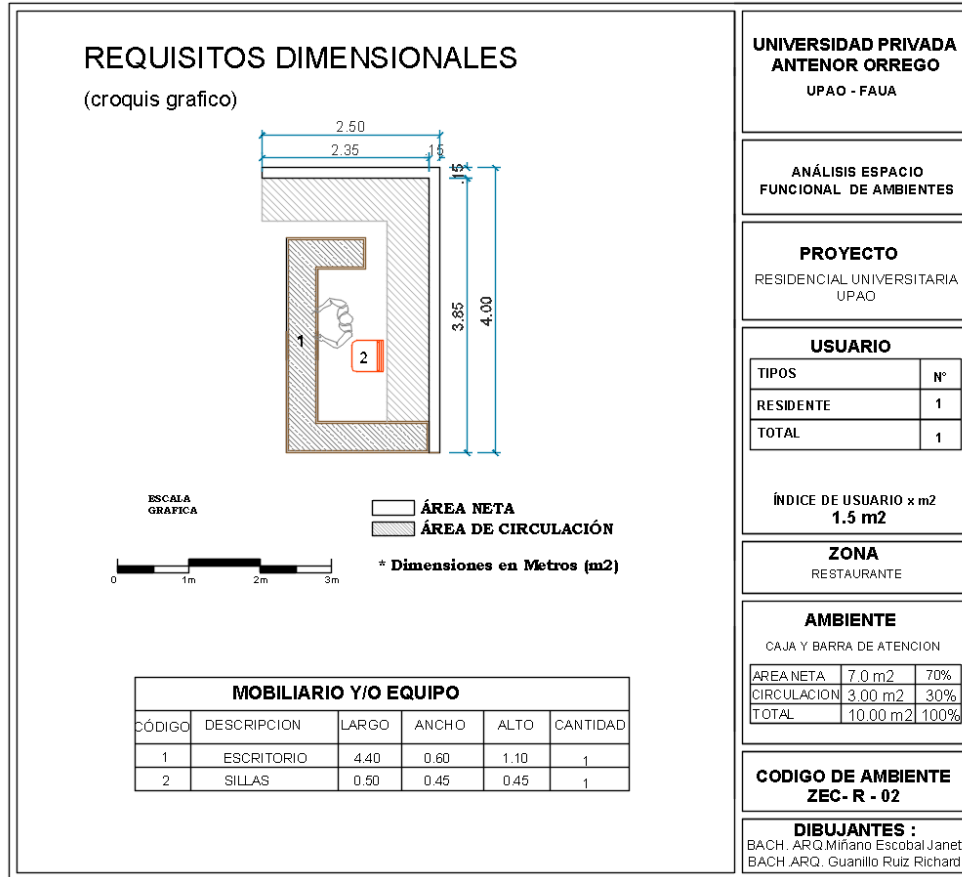 REQUISITOS DIMENSIONALES
(croquis grafico)
2.50
2.35
.15
.15
3.85
4.00
1
2
ESCALA
GRAFICA
0 1m 2m 3m
ÁREA NETA
ÁREA DE CIRCULACIÓN
* Dimensiones en Metros (m2)
MOBILIARIO Y/O EQUIPO
CÓDIGO DESCRIPCION LARGO ANCHO ALTO CANTIDAD
1 ESCRITORIO 4.40 0.60 1.10 1
2 SILLAS 0.50 0.45 0.45 1
UNIVERSIDAD PRIVADA
ANTENOR ORREGO
UPAO - FAUA
ANÁLISIS ESPACIO
FUNCIONAL DE AMBIENTES
PROYECTO
RESIDENCIAL UNIVERSITARIA
UPAO
USUARIO
TIPOS N°
RESIDENTE 1
TOTAL 1
ÍNDICE DE USUARIO x m2
1.5 m2
ZONA
RESTAURANTE
AMBIENTE
CAJA Y BARRA DE ATENCION
AREA NETA 7.0 m2 70%
CIRCULACION 3.00 m2 30%
TOTAL 10.00 m2 100%
CODIGO DE AMBIENTE
ZEC- R - 02
DIBUJANTES :
BACH. ARQ.Miñano Escobal Janet
BACH.ARQ. Guanillo Ruiz Richard